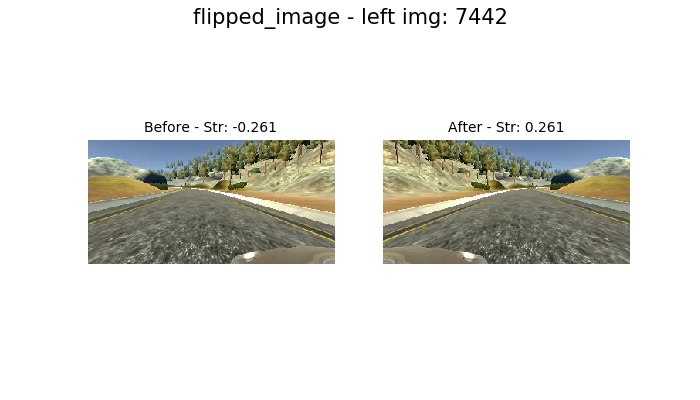 flipped_image - left img: 7442
Before - Str: -0.261
After - Str: 0.261